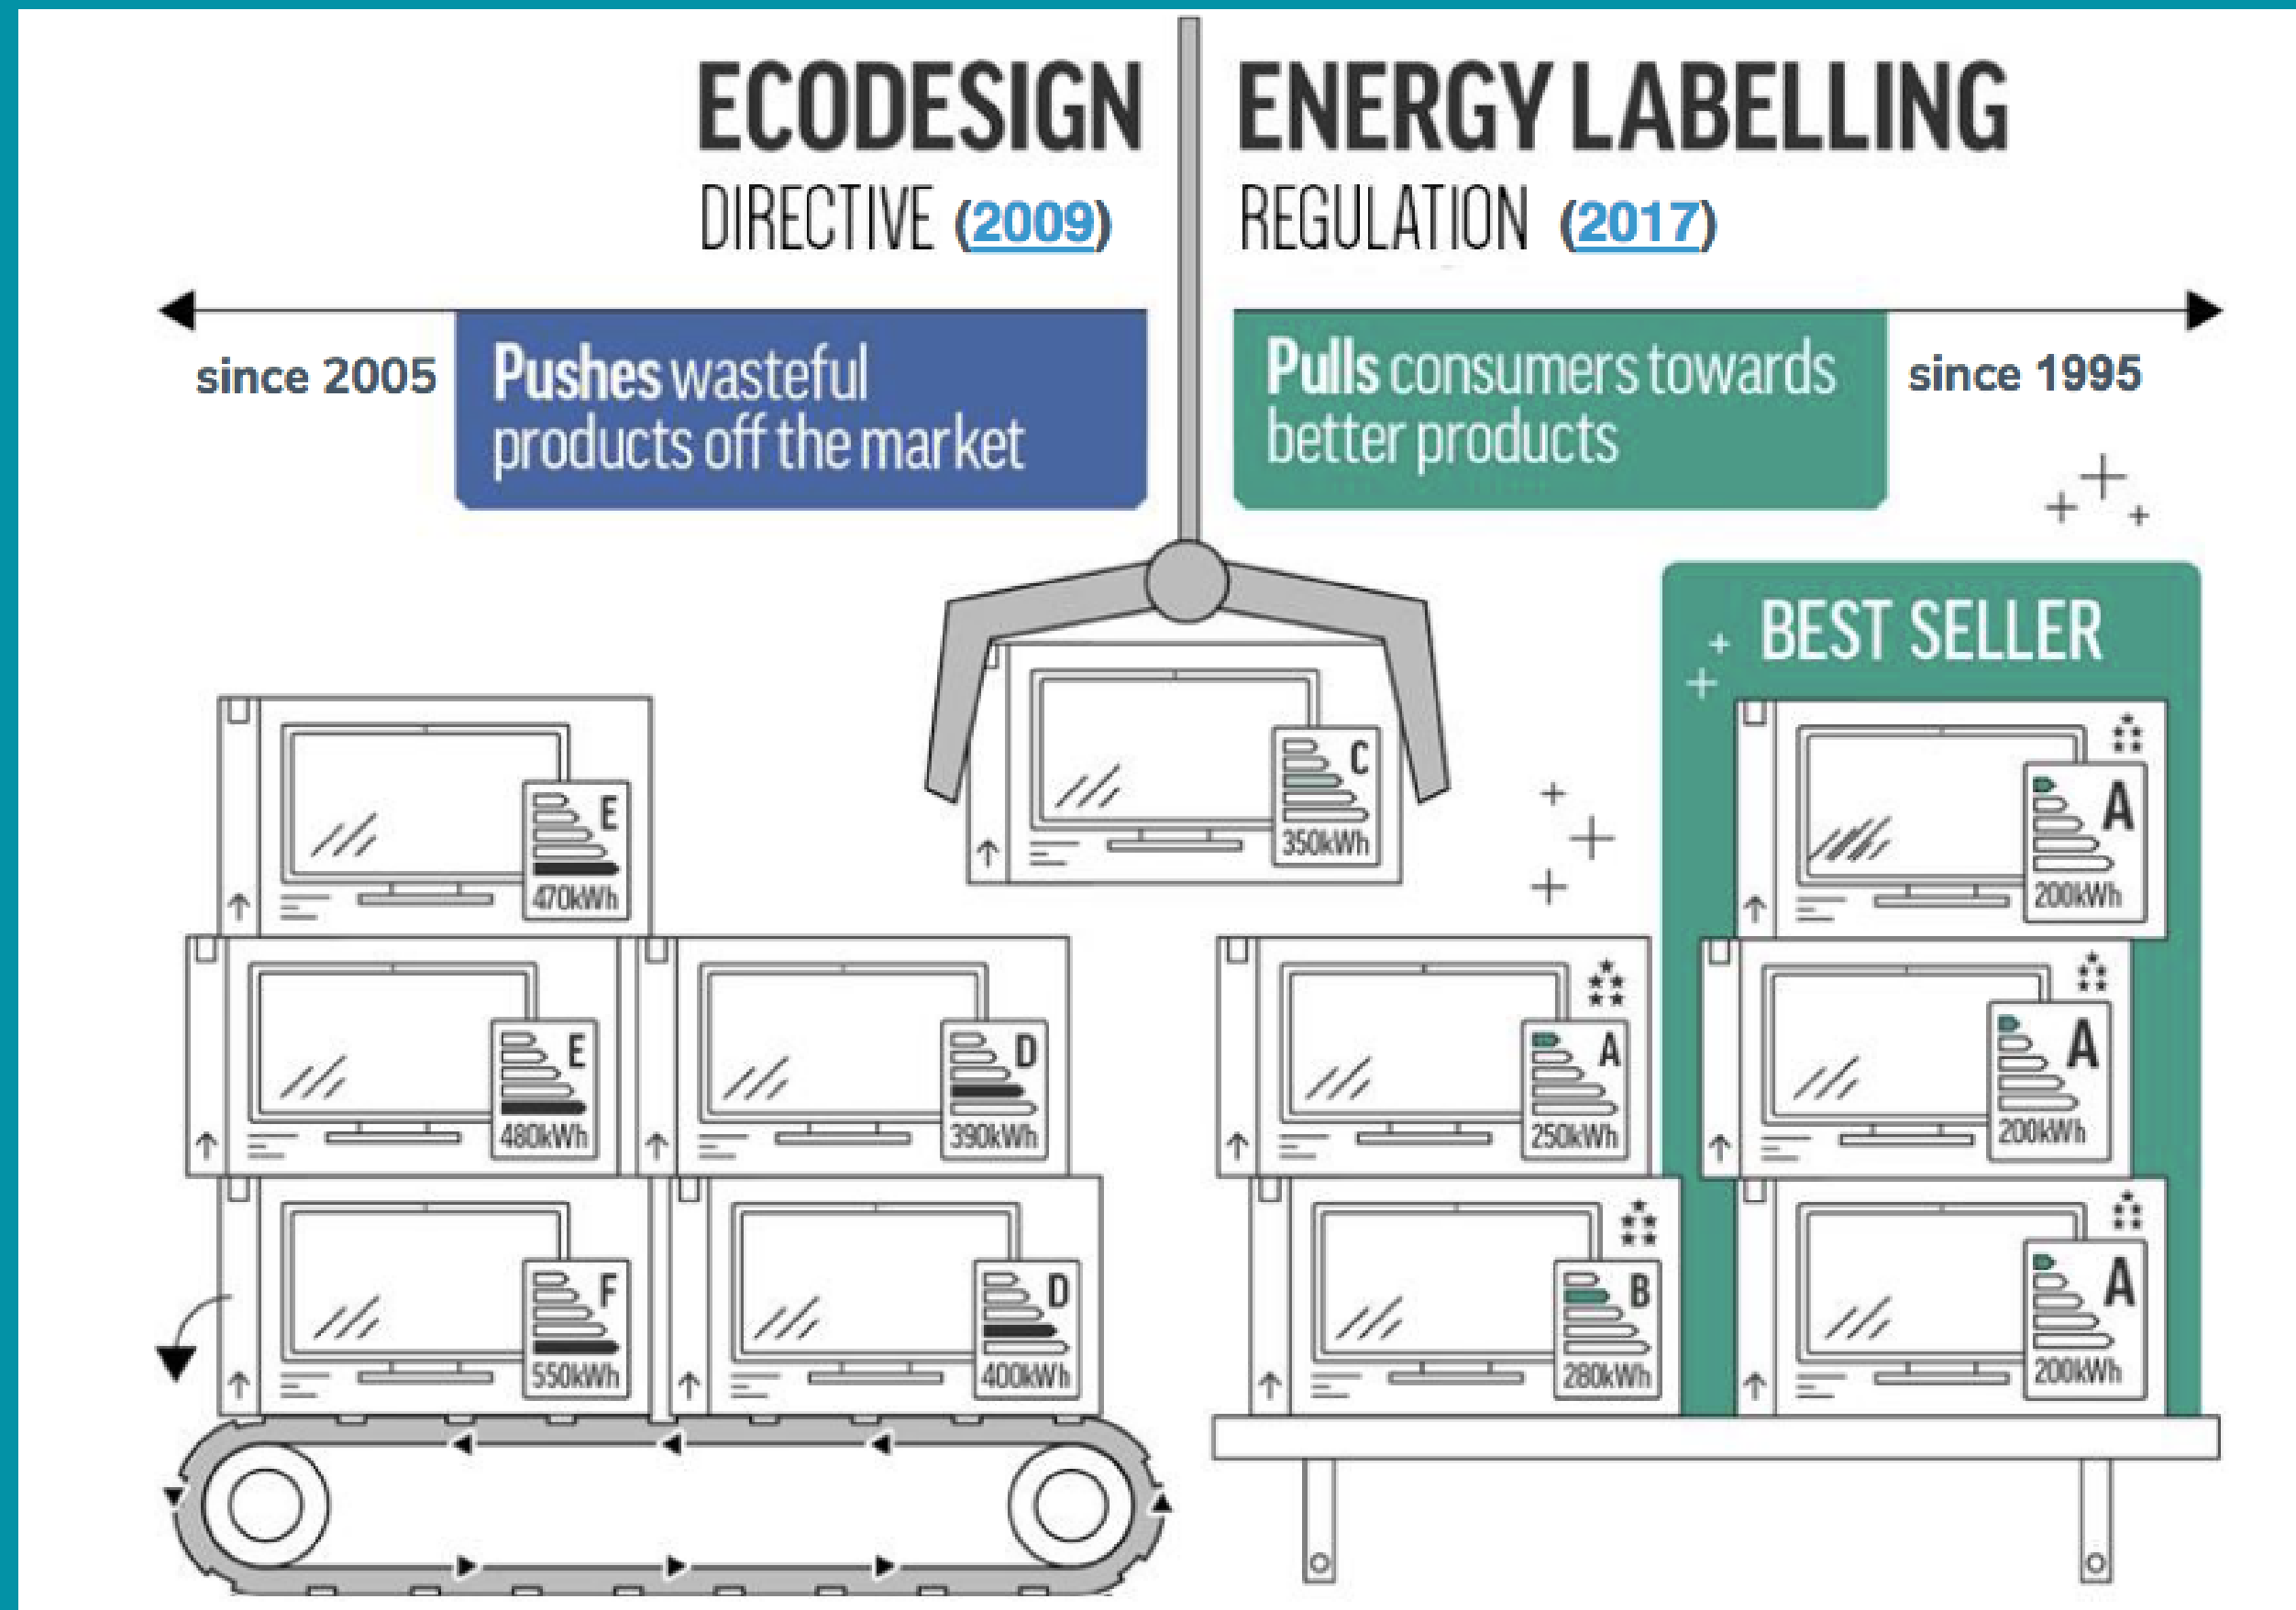 ECODESIGN
DIRECTIVE (2009)
ENERGY LABELLING
REGULATION (2017)
since 2005
Pushes wasteful
products off the market
Pulls consumers towards
better products
since 1995
BEST SELLER
C
350kWh
E
470kWh
E
480kWh
D
390kWh
F
550kWh
D
400kWh
A
250kWh
B
280kWh
A
200kWh
A
200kWh
A
200kWh